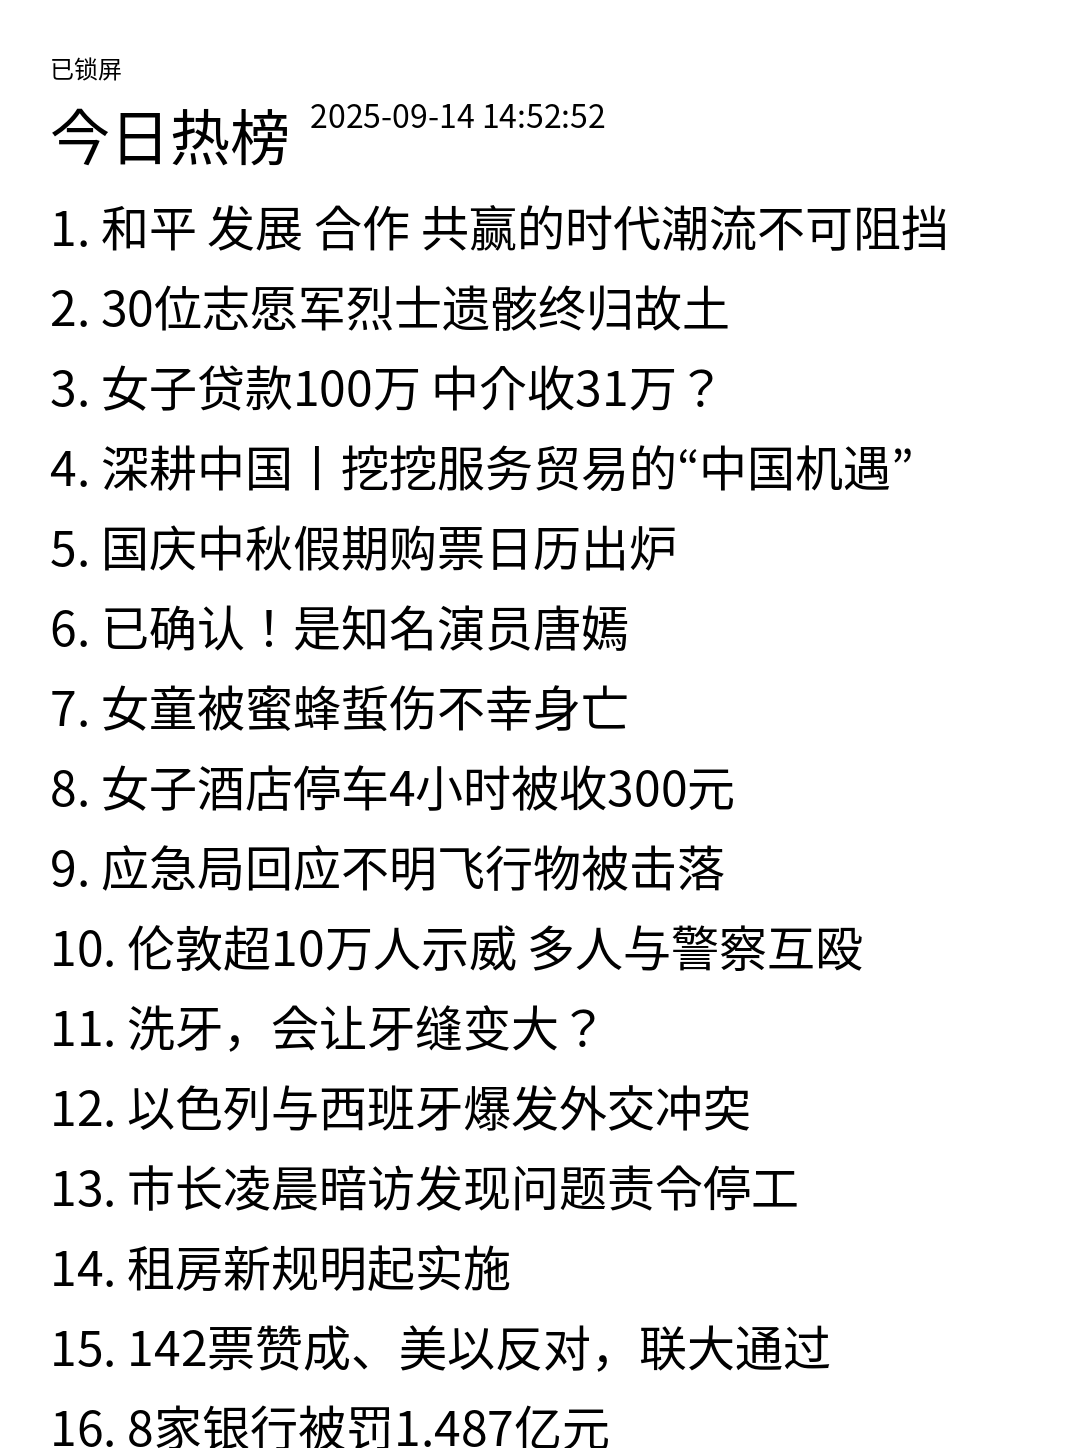 已锁屏
今日热榜 2025-09-14 14:52:52
1. 和平 发展 合作 共赢的时代潮流不可阻挡
2. 30位志愿军烈士遗骸终归故土
3. 女子贷款100万 中介收31万？
4. 深耕中国丨挖挖服务贸易的“中国机遇”
5. 国庆中秋假期购票日历出炉
6. 已确认！是知名演员唐嫣
7. 女童被蜜蜂蜇伤不幸身亡
8. 女子酒店停车4小时被收300元
9. 应急局回应不明飞行物被击落
10. 伦敦超10万人示威 多人与警察互殴
11. 洗牙，会让牙缝变大？
12. 以色列与西班牙爆发外交冲突
13. 市长凌晨暗访发现问题责令停工
14. 租房新规明起实施
15. 142票赞成、美以反对，联大通过
16. 8家银行被罚1.487亿元